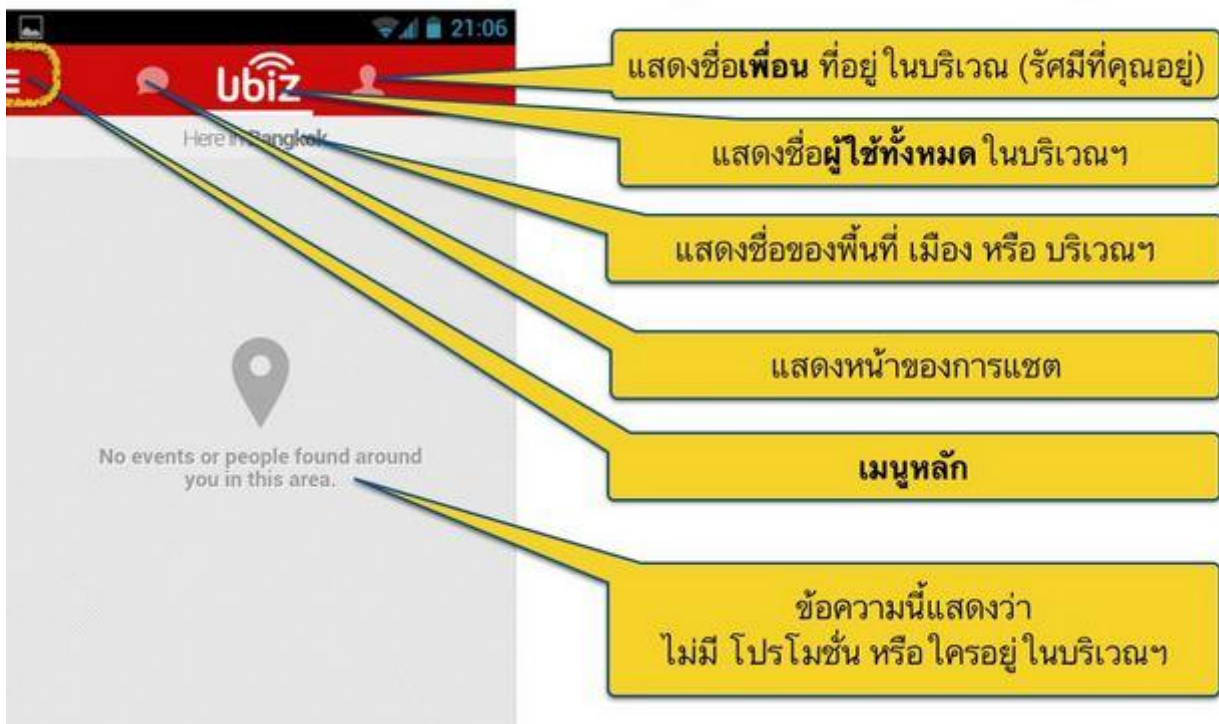 21:06
ubiz
Here in Bangkok
No events or people found around
you in this area.
แสดงชื่อเพื่อน ที่อยู่ในบริเวณ (รัศมีที่คุณอยู่)
แสดงชื่อผู้ใช้ทั้งหมด ในบริเวณฯ
แสดงชื่อของพื้นที่ เมือง หรือ บริเวณฯ
แสดงหน้าของการแชต
เมนูหลัก
ข้อความนี้แสดงว่า
ไม่มี โปรโมชั่น หรือ ใครอยู่ในบริเวณฯ